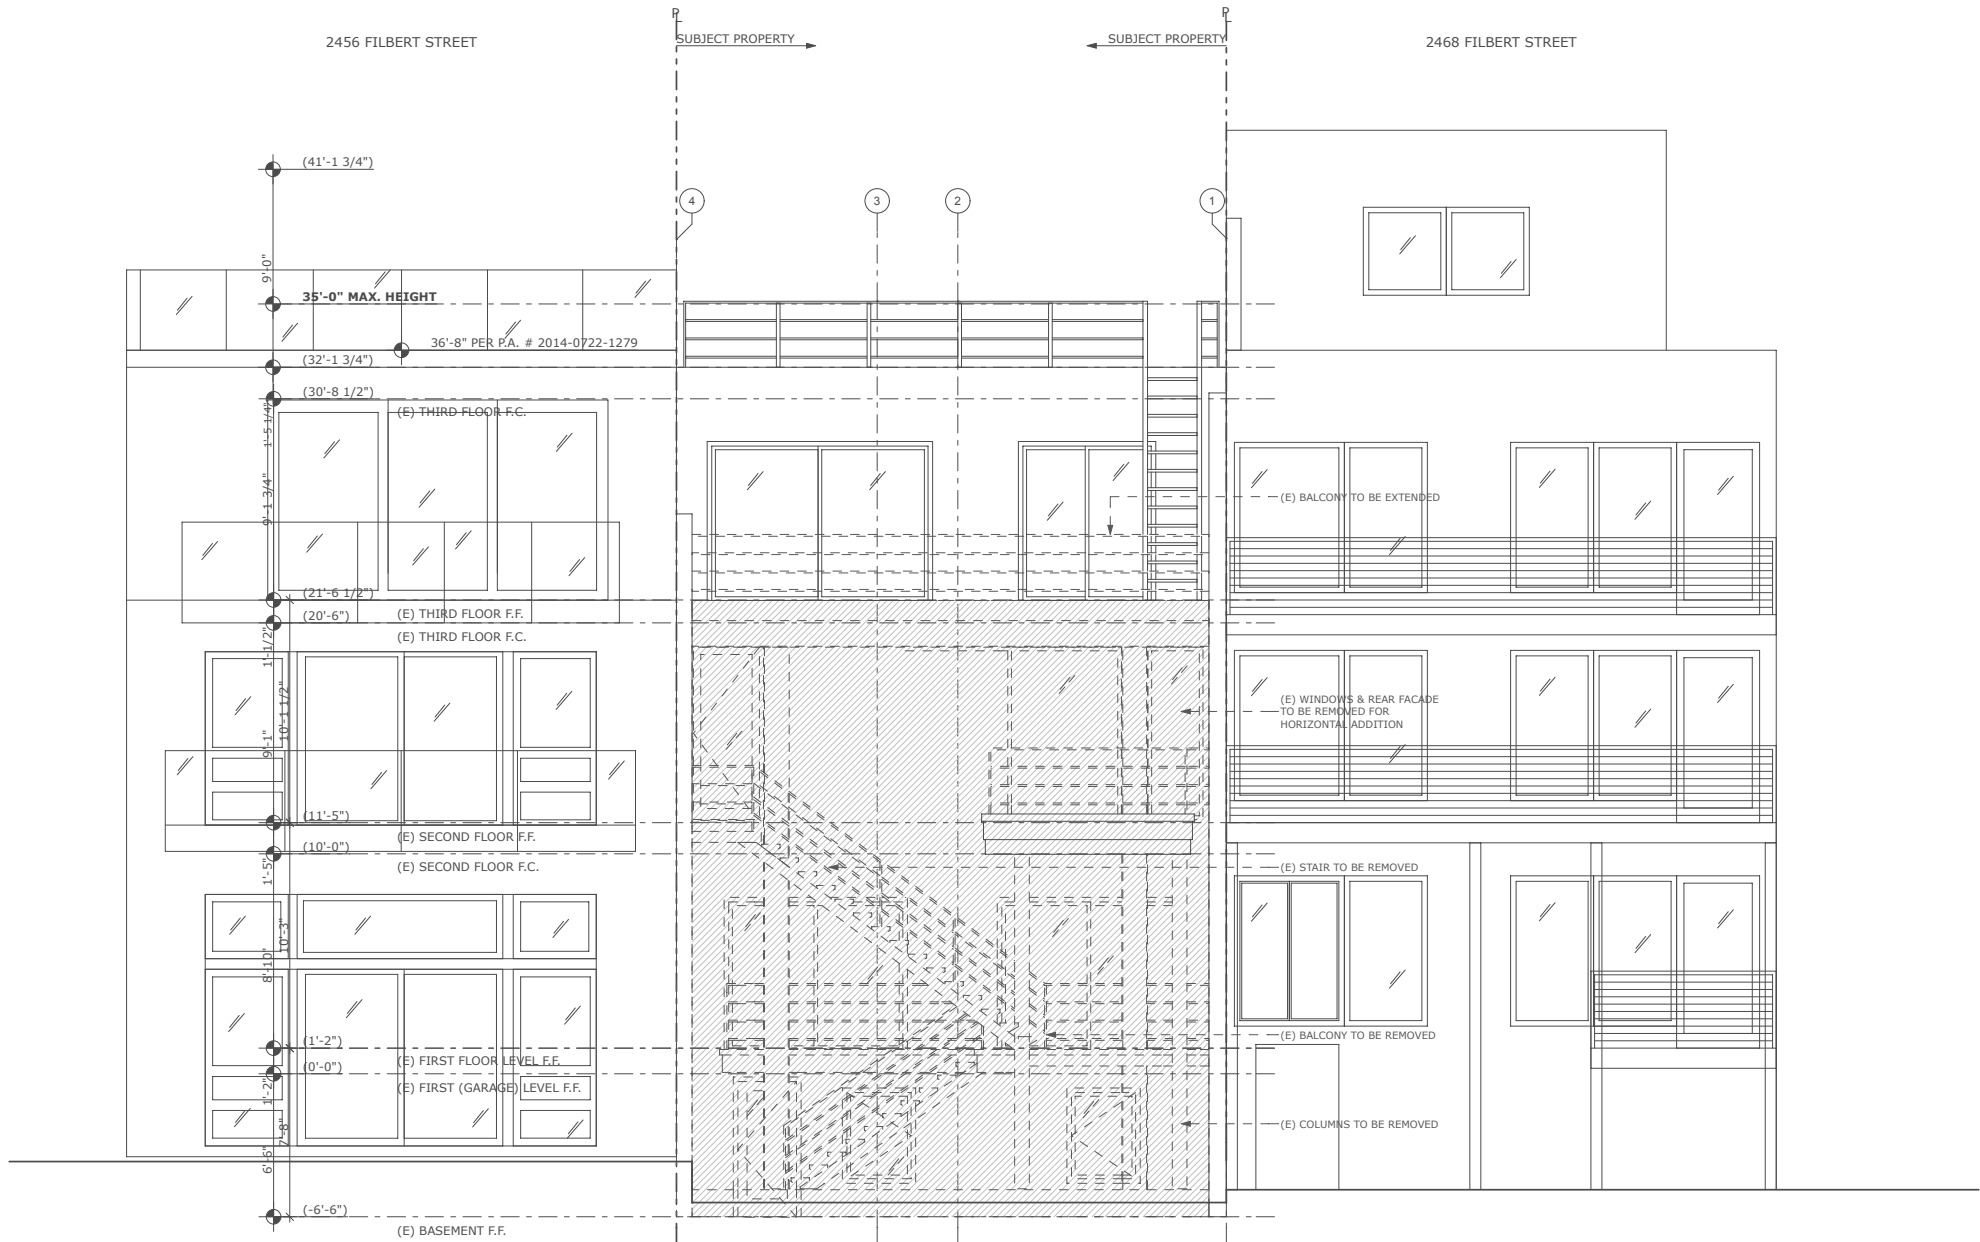 P
P
2456 FILBERT STREET
SUBJECT PROPERTY
SUBJECT PROPERTY
2468 FILBERT STREET
(41'-1 3/4")
4
3
2
1
9'-0"
35'-0" MAX. HEIGHT
36'-8" PER P.A. # 2014-0722-1279
(32'-1 3/4")
(30'-8 1/2")
(E) THIRD FLOOR F.C.
1'-5 1/4"
9'-1 3/4"
(E) BALCONY TO BE EXTENDED
(21'-6 1/2")
(E) THIRD FLOOR F.F.
(20'-6")
(E) THIRD FLOOR F.C.
1'-1/2"
10'-1 1/2"
9'-1"
(E) WINDOWS & REAR FACADE
TO BE REMOVED FOR
HORIZONTAL ADDITION
(11'-5")
(E) SECOND FLOOR F.F.
(10'-0")
(E) SECOND FLOOR F.C.
1'-5"
(E) STAIR TO BE REMOVED
10'-3"
8'-10"
(1'-2")
(E) FIRST FLOOR LEVEL F.F.
(0'-0")
(E) FIRST (GARAGE) LEVEL F.F.
1'-2"
(E) BALCONY TO BE REMOVED
7'-8"
6'-6"
(E) COLUMNS TO BE REMOVED
(-6'-6")
(E) BASEMENT F.F.